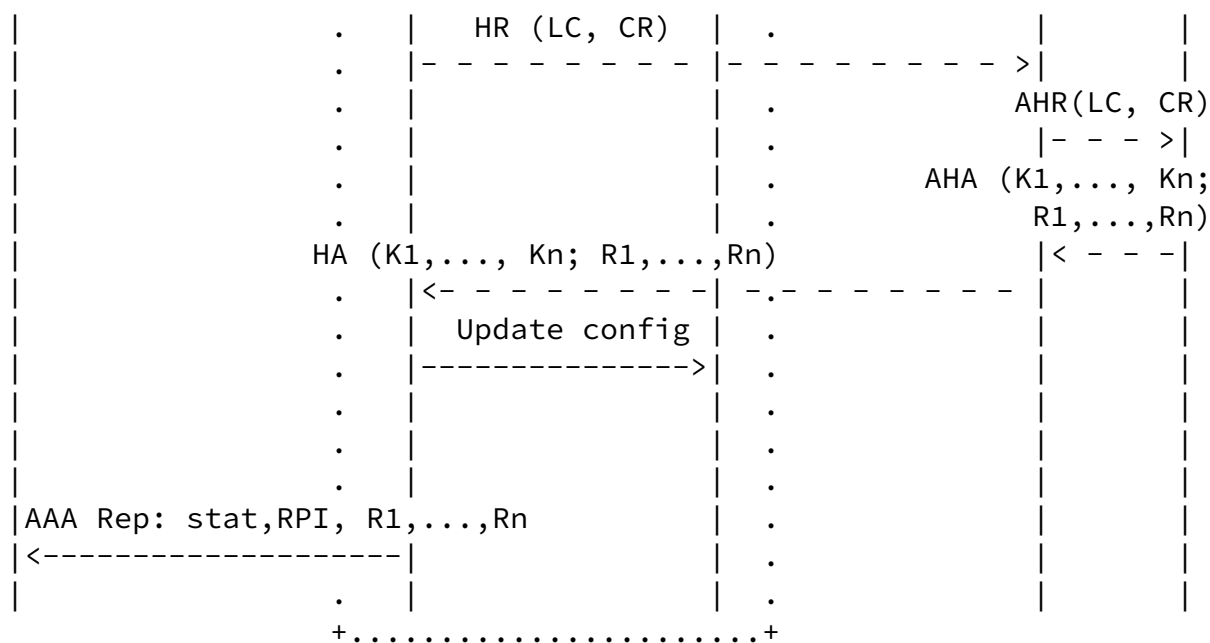 HR (LC, CR)
AHR(LC, CR)
AHA (K1,..., Kn;
R1,...,Rn)
HA (K1,..., Kn; R1,...,Rn)
Update config
AAA Rep: stat,RPI, R1,...,Rn